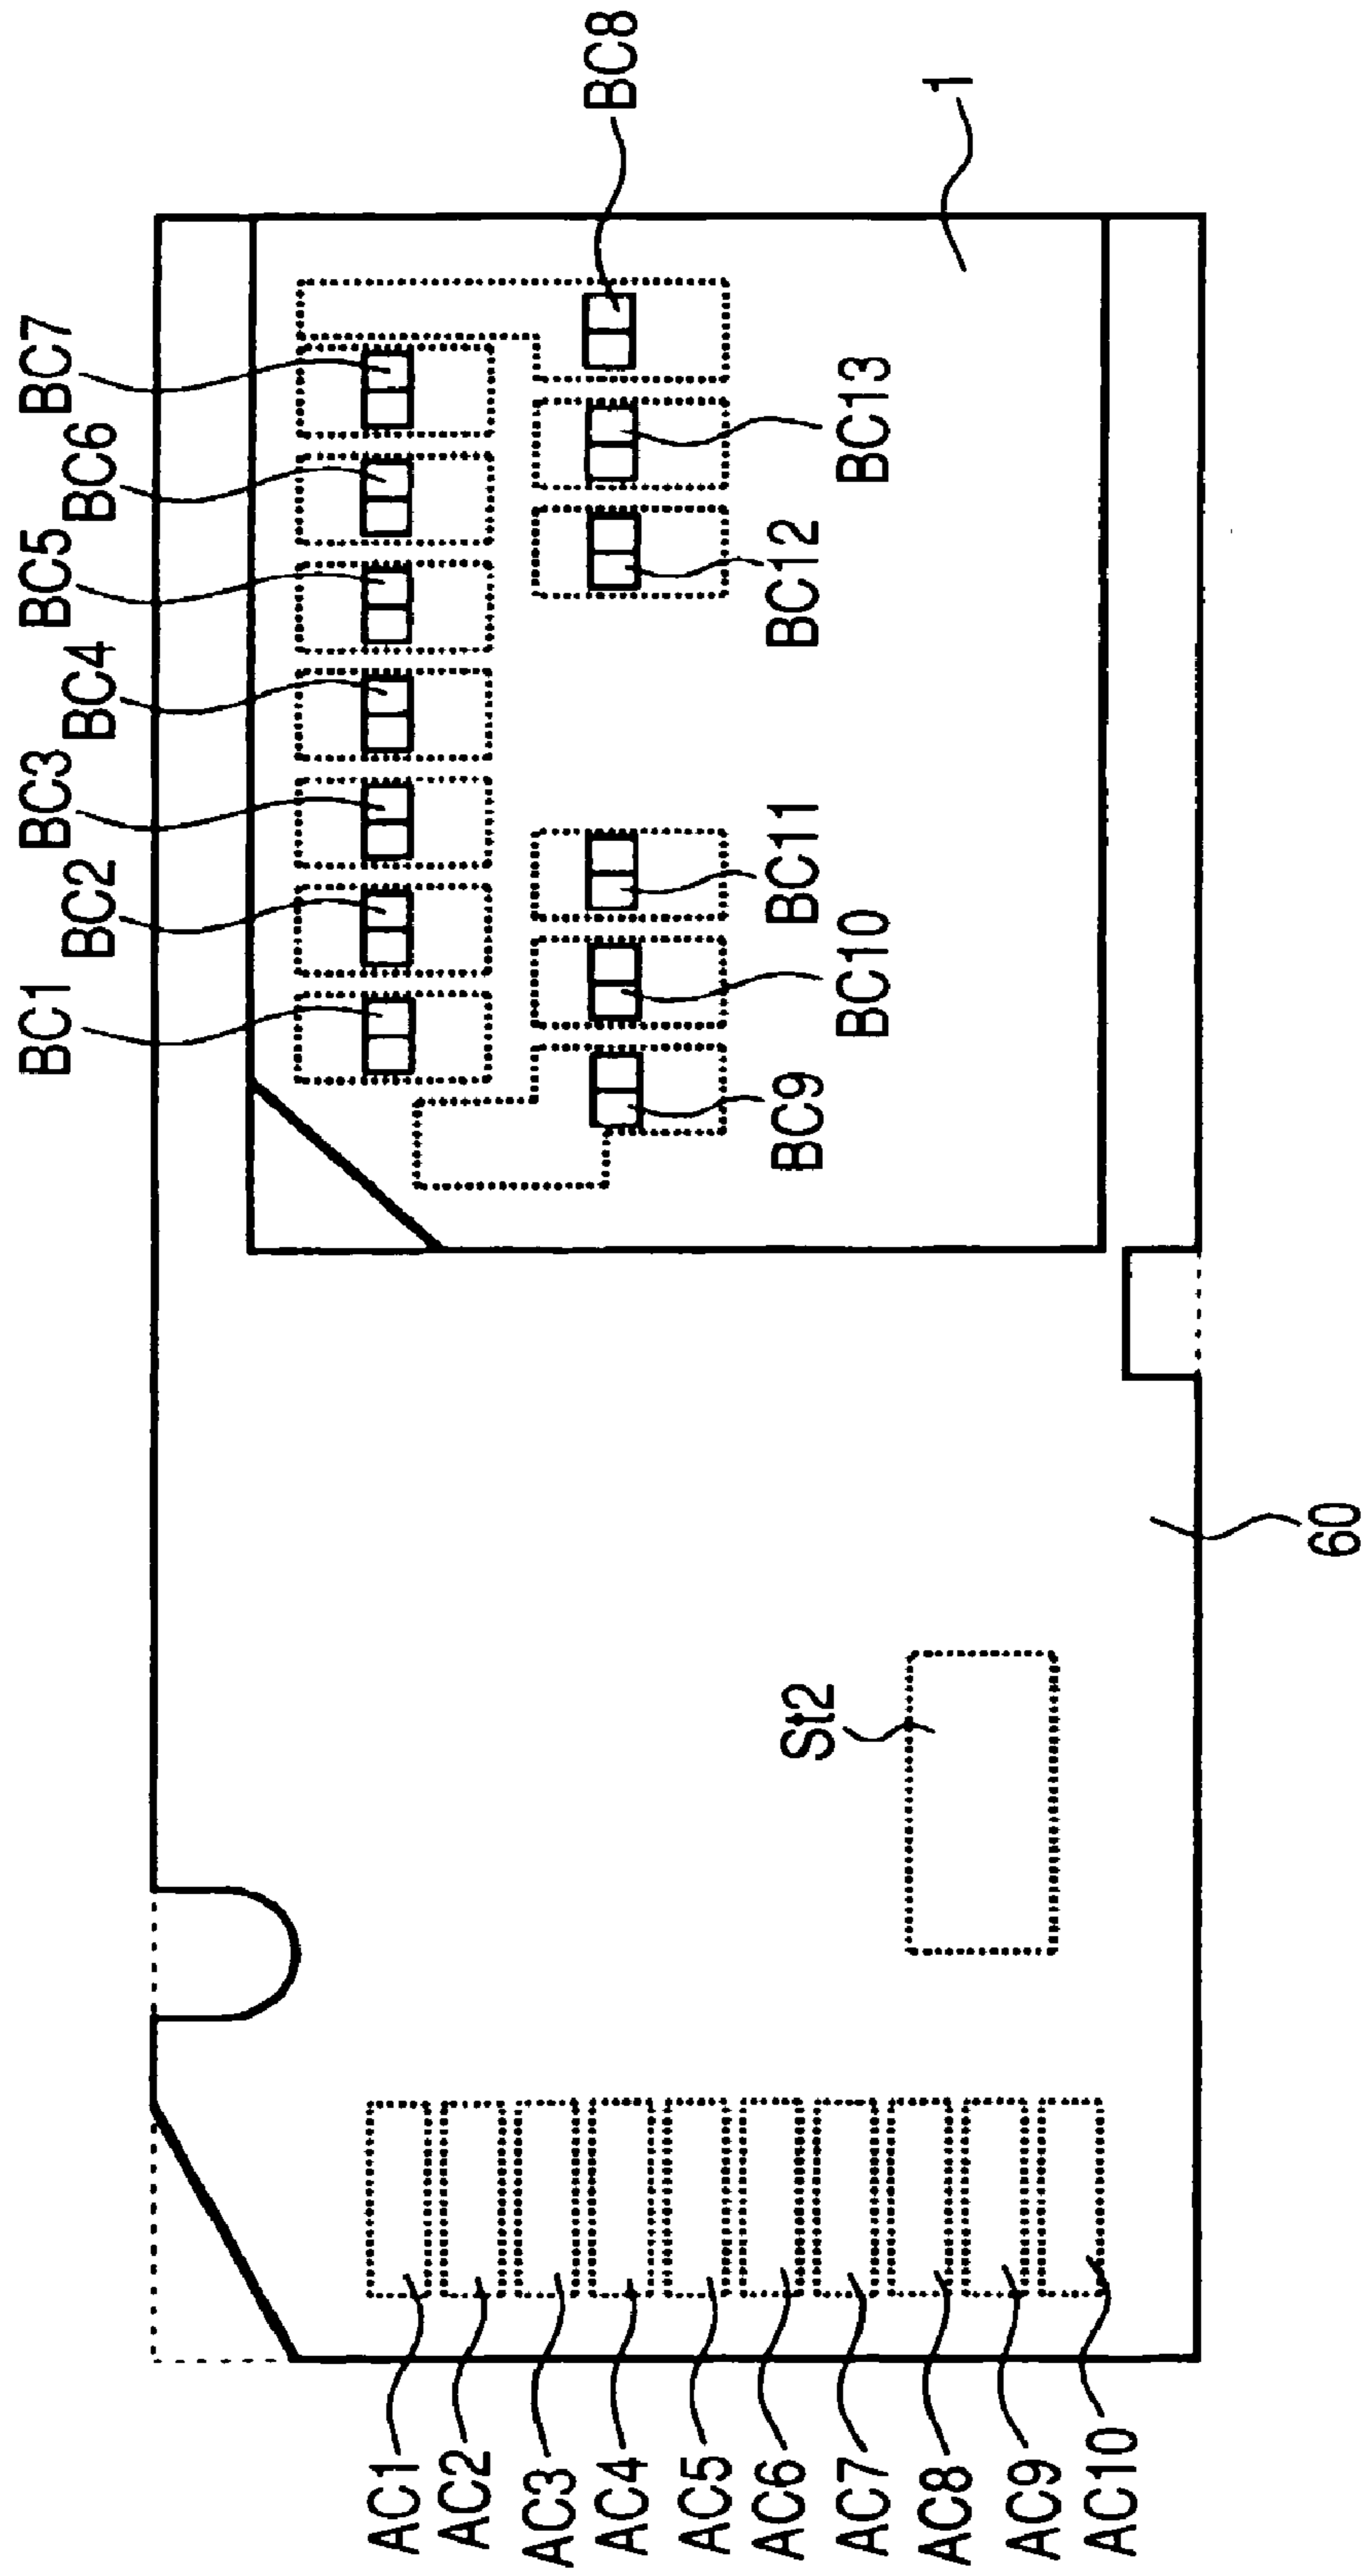 BC7
BC6
BC5
BC4
BC3
BC2
BC1
BC8
1
BC13
BC12
BC11
BC10
BC9
St2
60
AC1
AC2
AC3
AC4
AC5
AC6
AC7
AC8
AC9
AC10